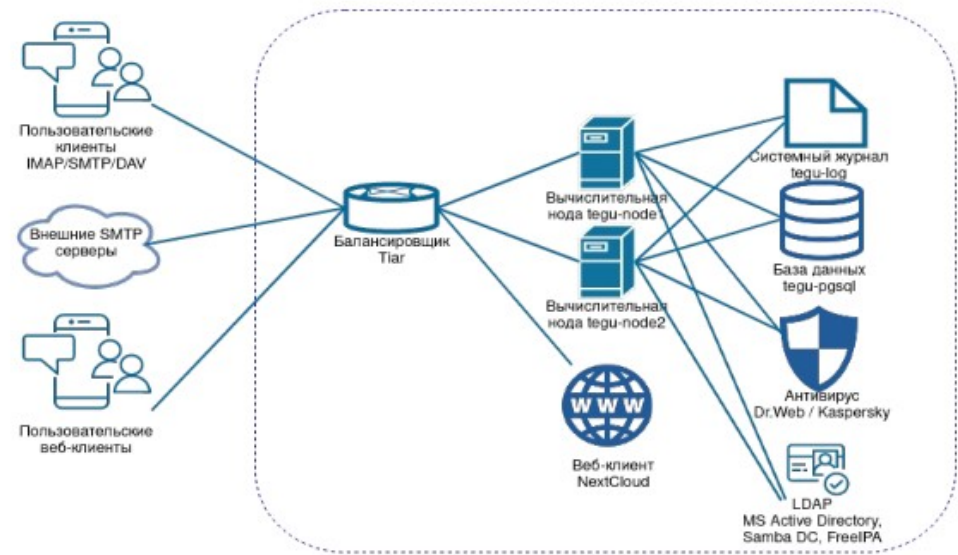 Пользовательские
клиенты
IMAP/SMTP/DAV
Внешние SMTP
серверы
Пользовательские
веб-клиенты
Балансировщик
Tiar
Вычислительная
нода tegu-node1
Вычислительная
нода tegu-node2
WWW
Веб-клиент
NextCloud
Системный журнал
tegu-log
База данных
tegu-pgsql
Антивирус
Dr.Web / Kaspersky
LDAP
MS Active Directory,
Samba DC, FreeIPA